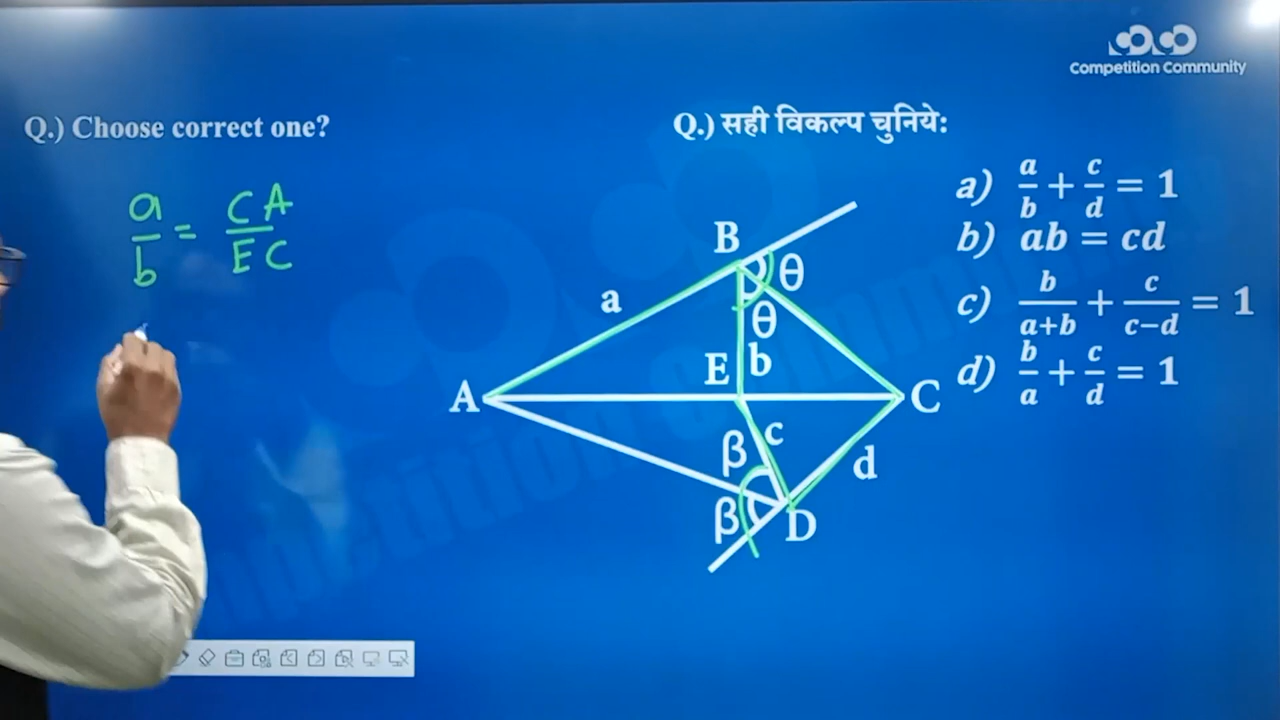 Competition Community
Q.) Choose correct one?
Q.) सही विकल्प चुनिये:
a/b = CA/EC
a) a/b + c/d = 1
b) ab = cd
c) b/(a+b) + c/(c−d) = 1
d) b/a + c/d = 1
B
θ
a
θ
E b
A
C
β c
d
β
D